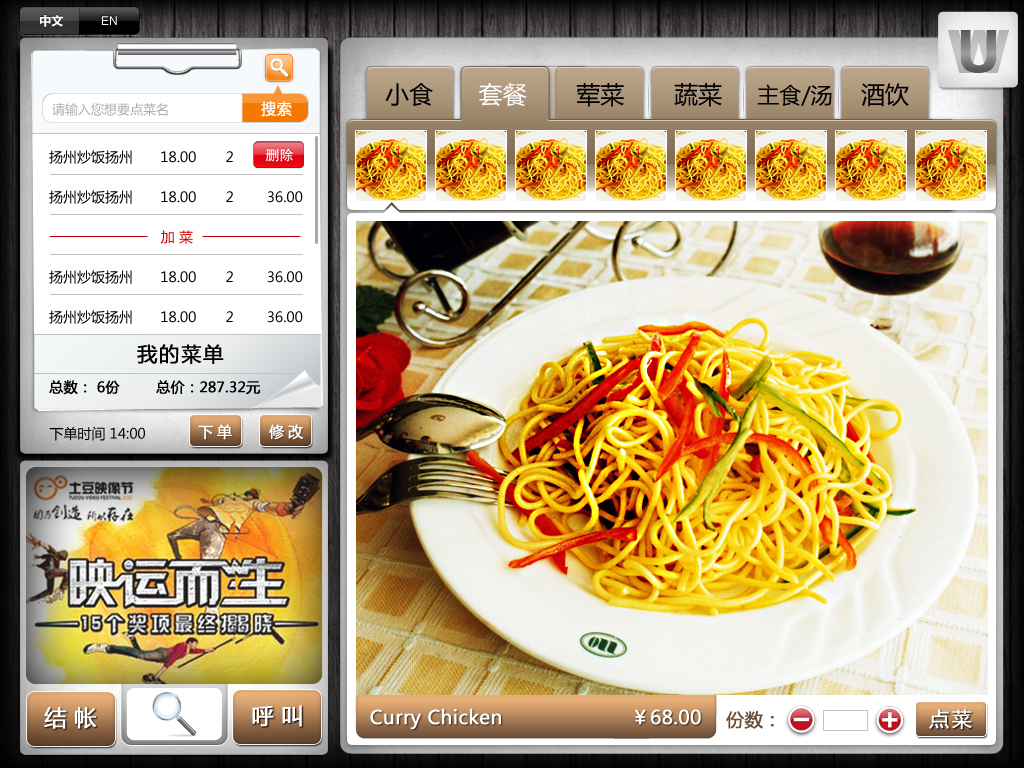 中文 EN
请输入您想要点菜名 搜索
扬州炒饭扬州 18.00 2 删除
扬州炒饭扬州 18.00 2 36.00
加菜
扬州炒饭扬州 18.00 2 36.00
扬州炒饭扬州 18.00 2 36.00
我的菜单
总数： 6份 总价：287.32元
下单时间 14:00 下单 修改
土豆映像节
TUDOU VIDEO FESTIVAL
因为创造 所以存在
映运而生
15个奖项最终揭晓
结帐 呼叫
U
小食 套餐 荤菜 蔬菜 主食/汤 酒饮
Curry Chicken ¥68.00 份数： 点菜